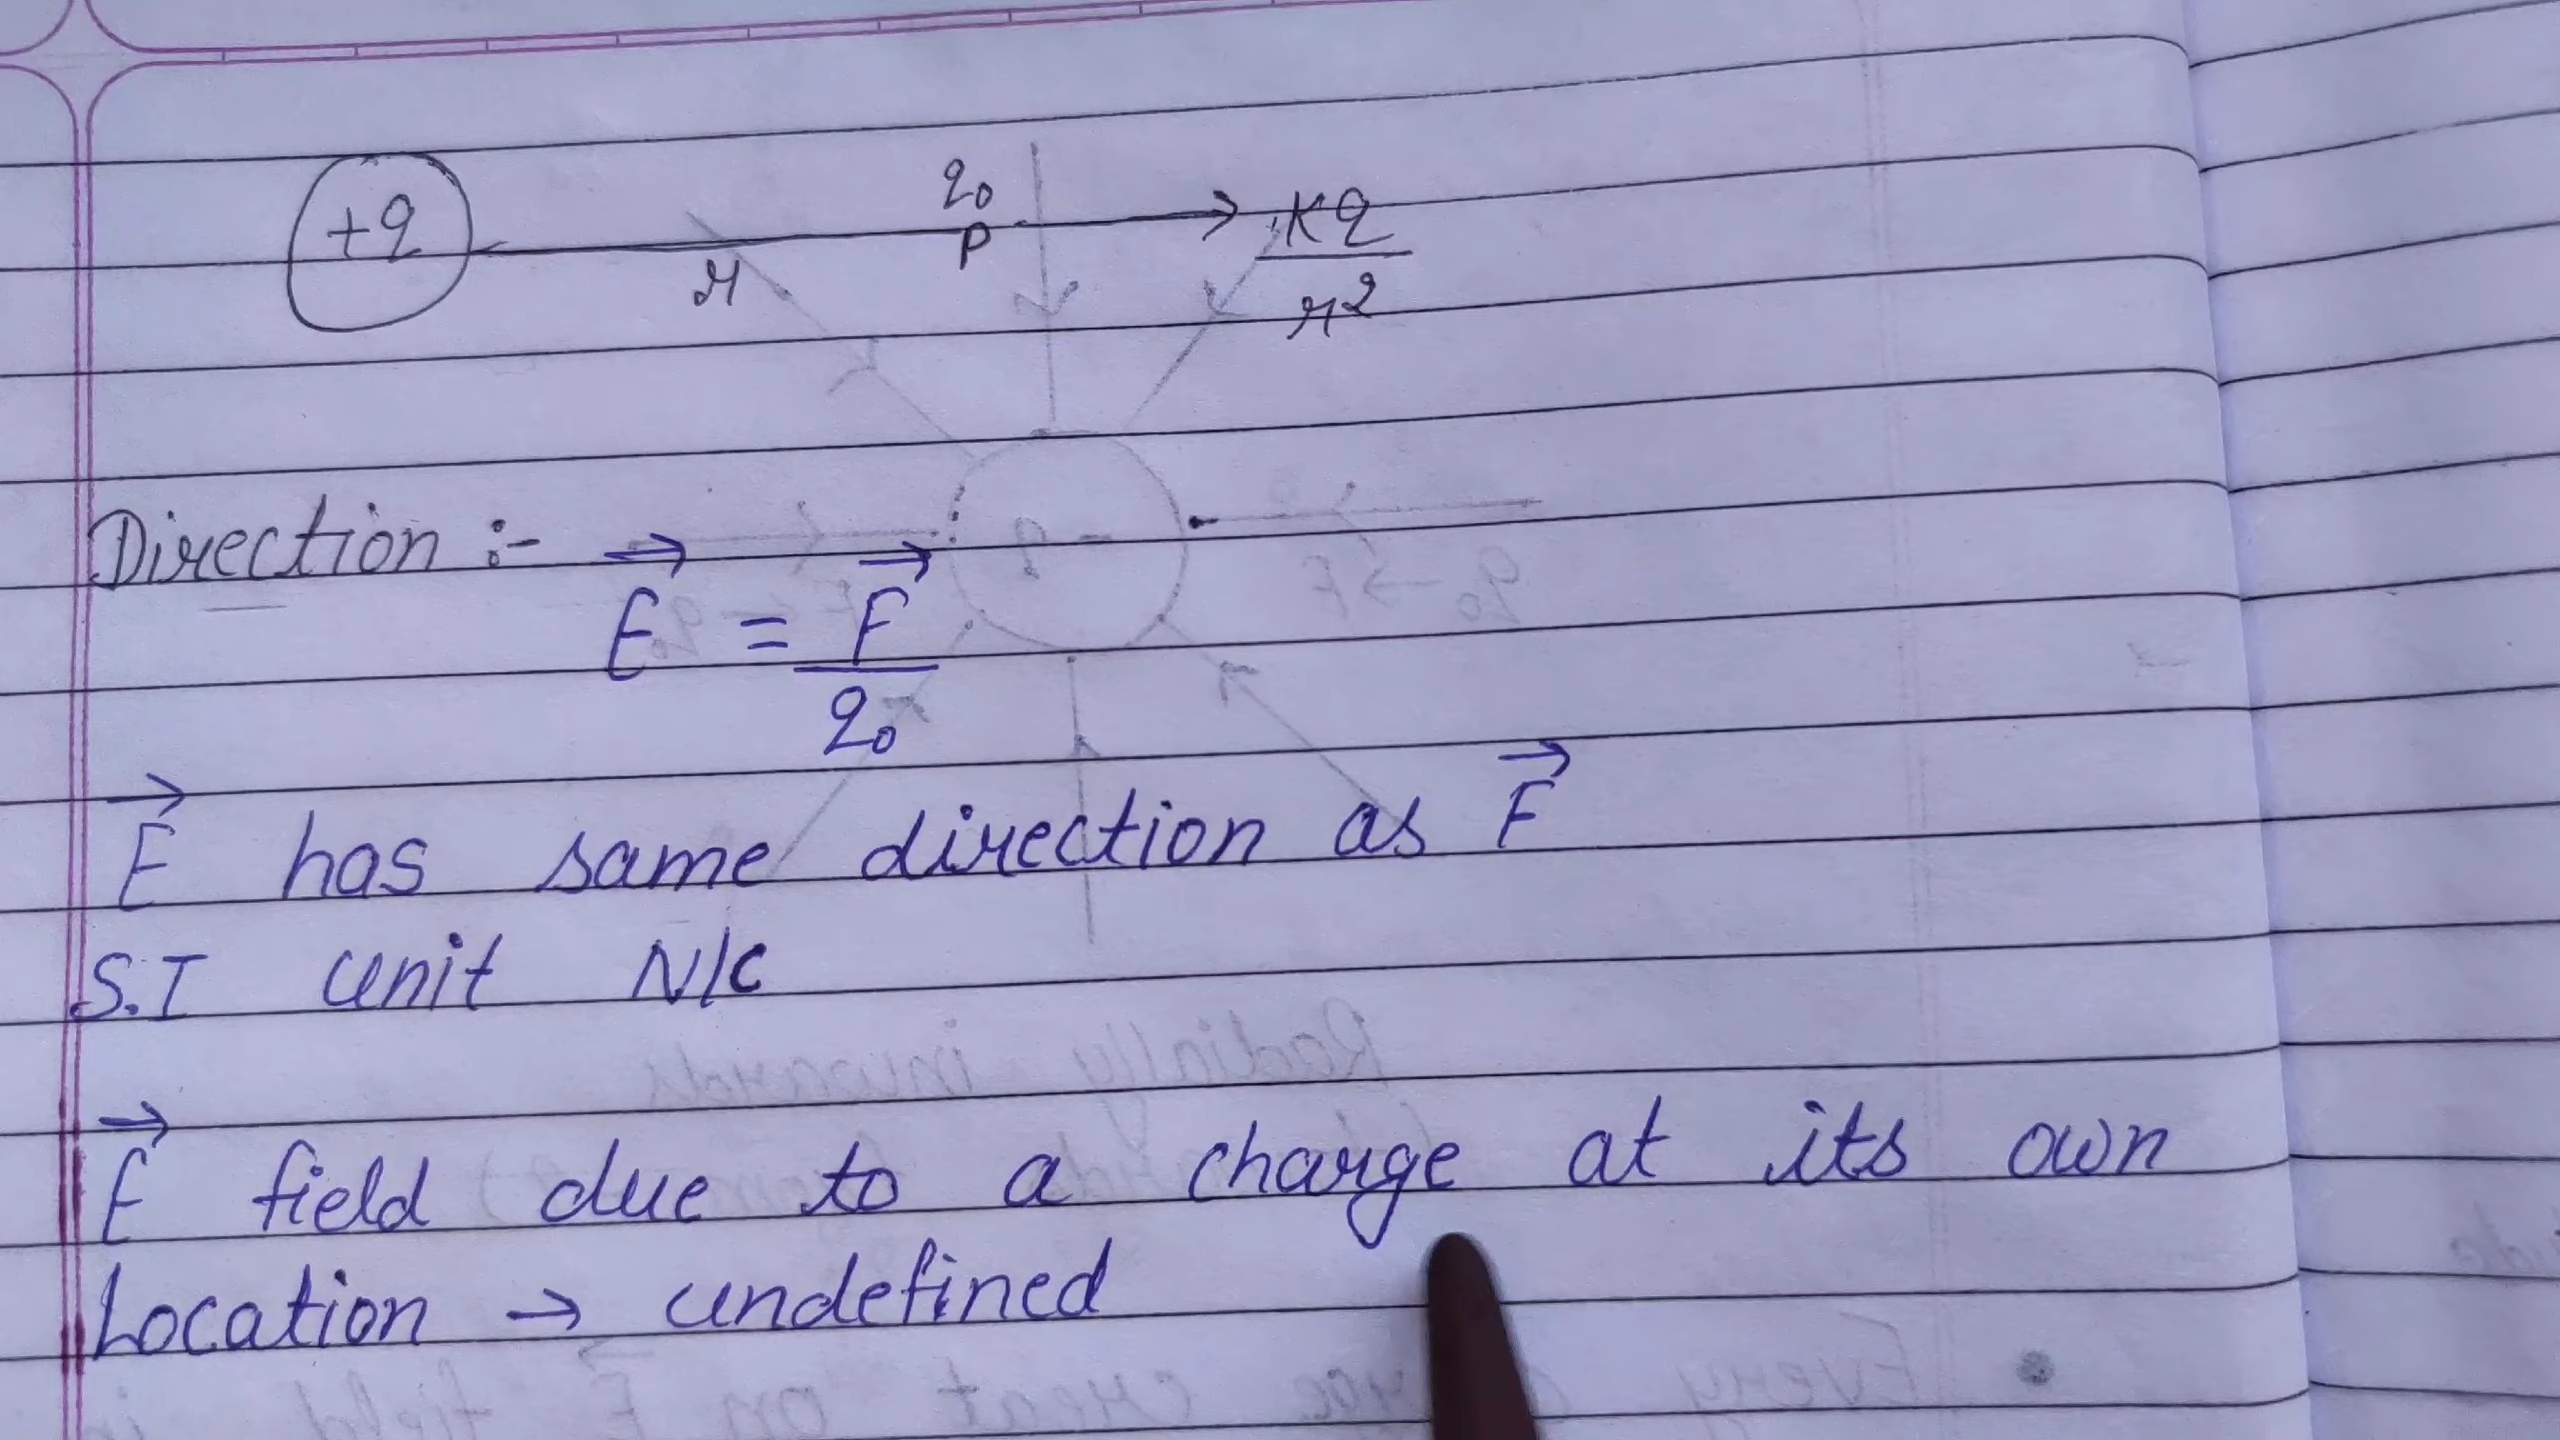 +q r q₀ P Kq/r²
Direction :- E⃗ = F⃗/q₀
E⃗ has same direction as F⃗
S.I unit N/C
E⃗ field due to a charge at its own
Location → undefined